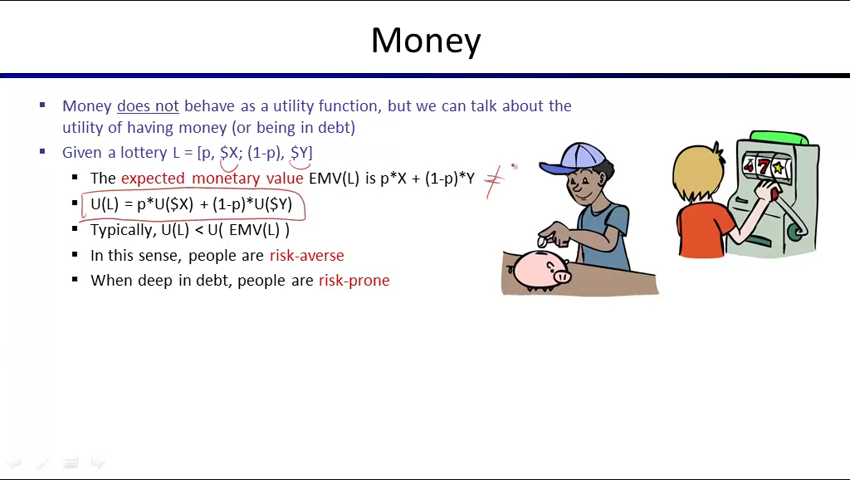 Money
Money does not behave as a utility function, but we can talk about the
utility of having money (or being in debt)
Given a lottery L = [p, $X; (1-p), $Y]
The expected monetary value EMV(L) is p*X + (1-p)*Y ≠
U(L) = p*U($X) + (1-p)*U($Y)
Typically, U(L) < U( EMV(L) )
In this sense, people are risk-averse
When deep in debt, people are risk-prone
4 7